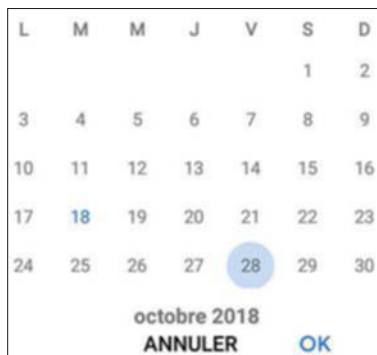 L M M J V S D
1 2
3 4 5 6 7 8 9
10 11 12 13 14 15 16
17 18 19 20 21 22 23
24 25 26 27 28 29 30
octobre 2018
ANNULER OK